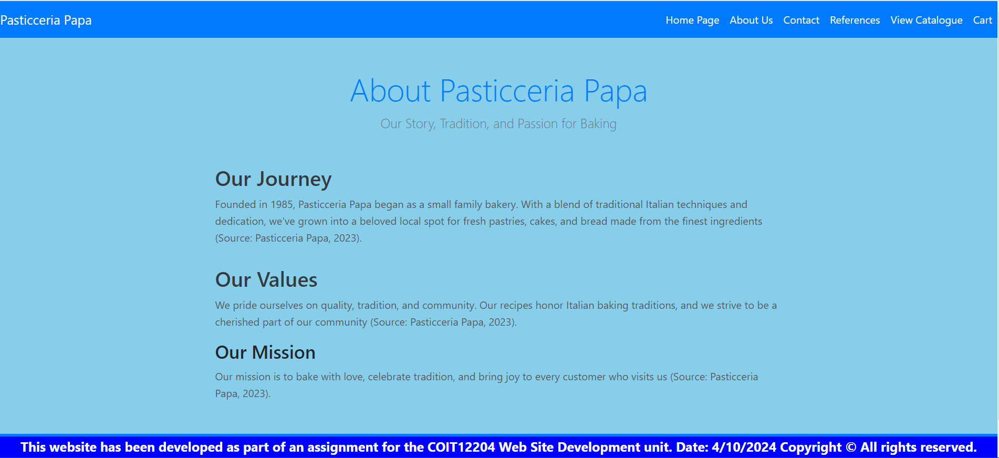 Pasticceria Papa
Home Page About Us Contact References View Catalogue Cart
About Pasticceria Papa
Our Story, Tradition, and Passion for Baking
Our Journey
Founded in 1985, Pasticceria Papa began as a small family bakery. With a blend of traditional Italian techniques and
dedication, we've grown into a beloved local spot for fresh pastries, cakes, and bread made from the finest ingredients
(Source: Pasticceria Papa, 2023).
Our Values
We pride ourselves on quality, tradition, and community. Our recipes honor Italian baking traditions, and we strive to be a
cherished part of our community (Source: Pasticceria Papa, 2023).
Our Mission
Our mission is to bake with love, celebrate tradition, and bring joy to every customer who visits us (Source: Pasticceria
Papa, 2023).
This website has been developed as part of an assignment for the COIT12204 Web Site Development unit. Date: 4/10/2024 Copyright © All rights reserved.